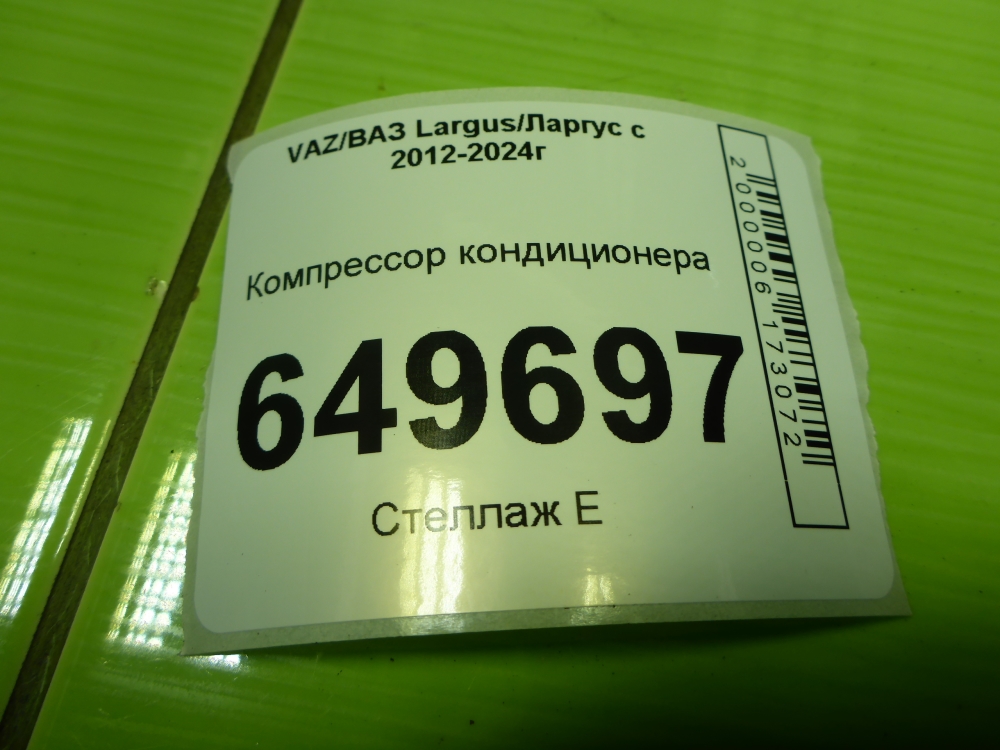 VAZ/ВАЗ Largus/Ларгус с
2012-2024г
Компрессор кондиционера
649697
Стеллаж Е
2000006173072